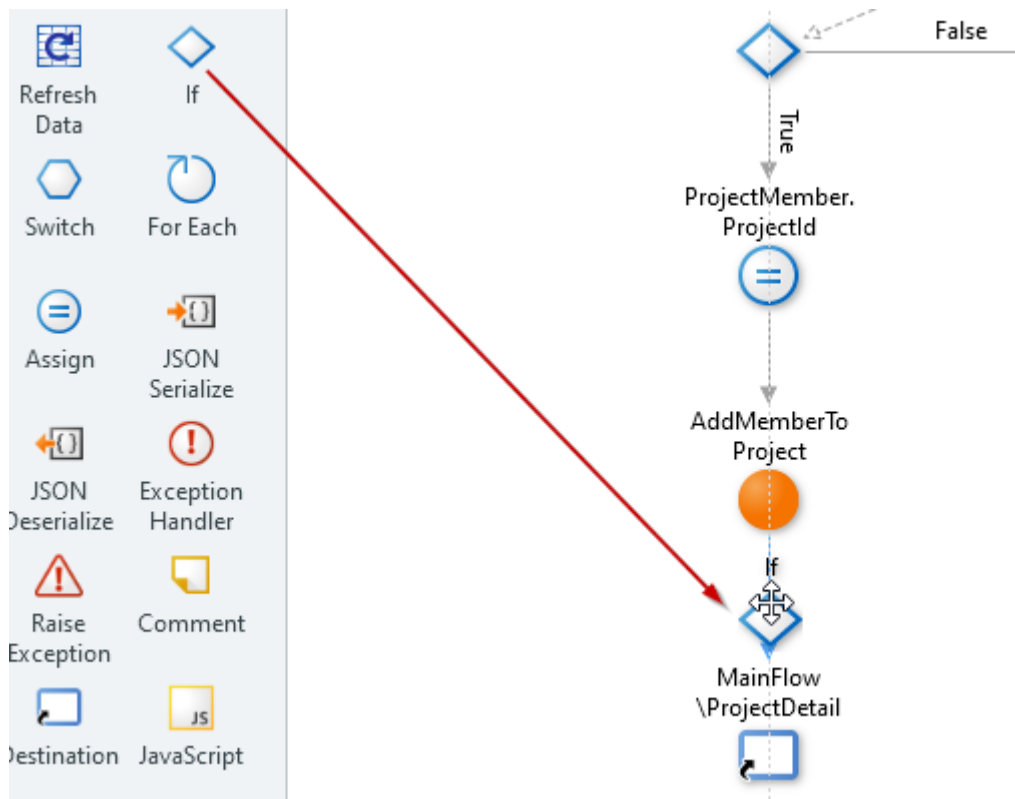 Refresh
Data
If
Switch
For Each
Assign
JSON
Serialize
JSON
Deserialize
Exception
Handler
Raise
Exception
Comment
Destination
JS
JavaScript
False
True
ProjectMember.
ProjectId
AddMemberTo
Project
If
MainFlow
\ProjectDetail